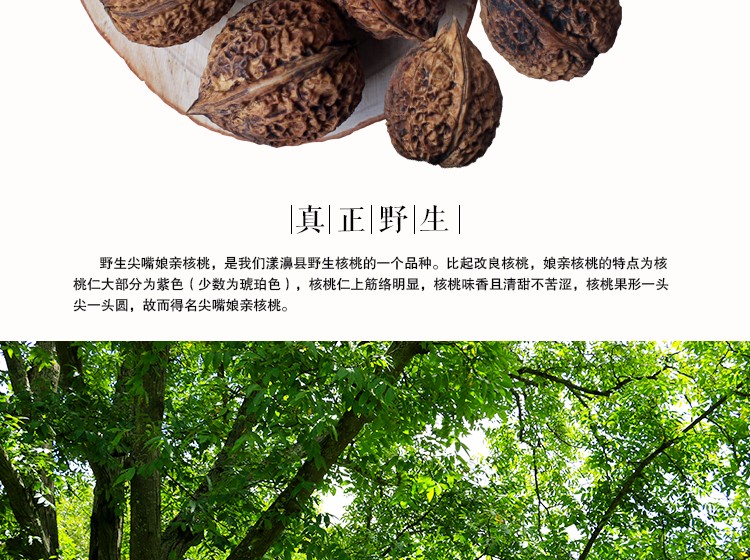 真正野生
野生尖嘴娘亲核桃，是我们漾濞县野生核桃的一个品种。比起改良核桃，娘亲核桃的特点为核
桃仁大部分为紫色（少数为琥珀色），核桃仁上筋络明显，核桃味香且清甜不苦涩，核桃果形一头
尖一头圆，故而得名尖嘴娘亲核桃。